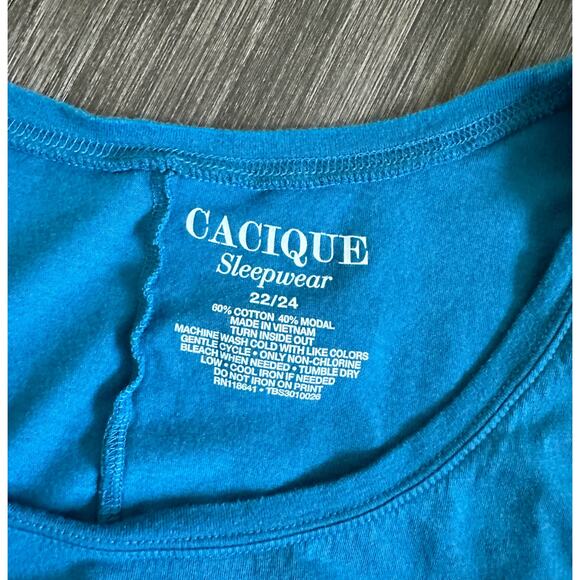 CACIQUE
Sleepwear
22/24
60% COTTON 40% MODAL
MADE IN VIETNAM
TURN INSIDE OUT
MACHINE WASH COLD WITH LIKE COLORS
GENTLE CYCLE • ONLY NON-CHLORINE
BLEACH WHEN NEEDED • TUMBLE DRY
LOW • COOL IRON IF NEEDED
DO NOT IRON ON PRINT
RN118641 • TBS3010026